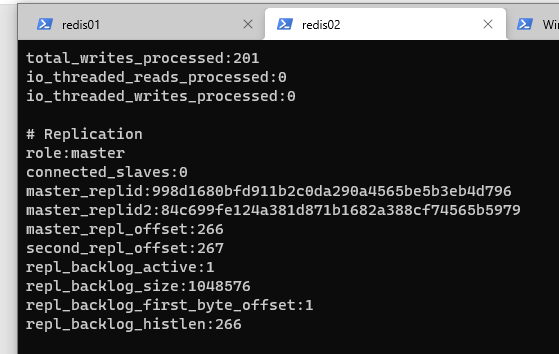 redis01
redis02
Win
total_writes_processed:201
io_threaded_reads_processed:0
io_threaded_writes_processed:0
# Replication
role:master
connected_slaves:0
master_replid:998d1680bfd911b2c0da290a4565be5b3eb4d796
master_replid2:84c699fe124a381d871b1682a388cf74565b5979
master_repl_offset:266
second_repl_offset:267
repl_backlog_active:1
repl_backlog_size:1048576
repl_backlog_first_byte_offset:1
repl_backlog_histlen:266